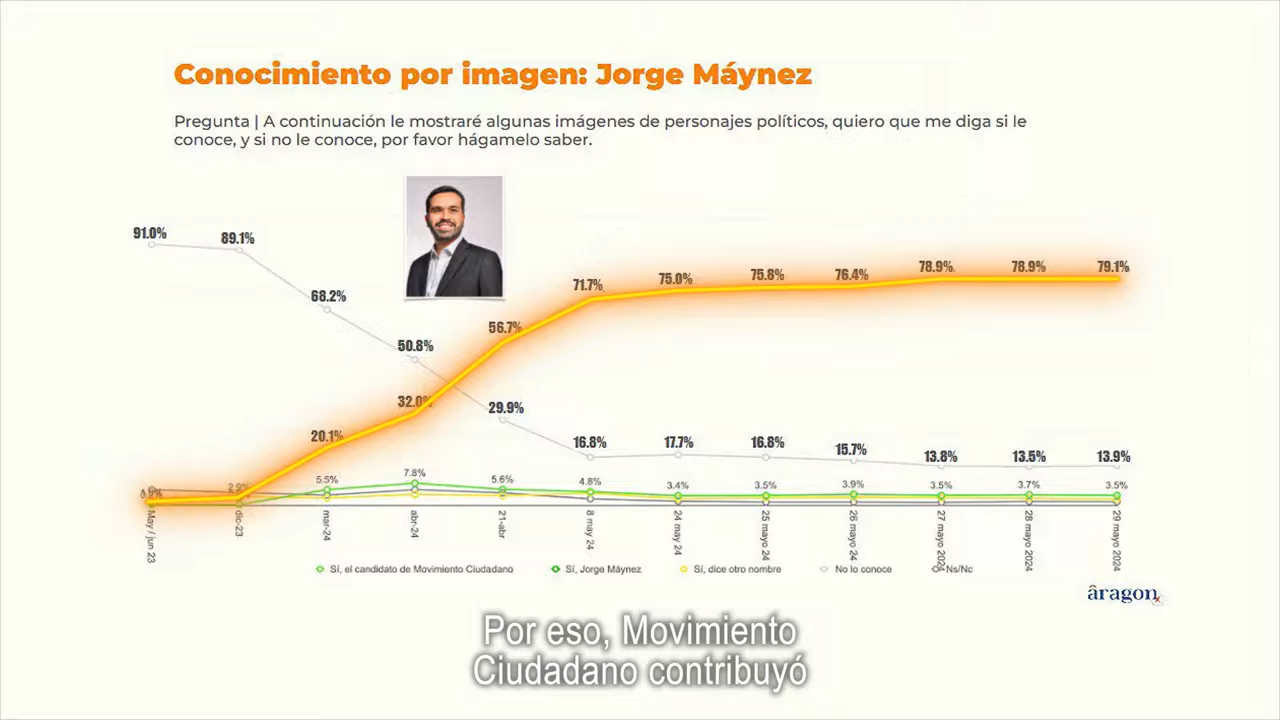 Conocimiento por imagen: Jorge Máynez
Pregunta | A continuación le mostraré algunas imágenes de personajes políticos, quiero que me diga si le
conoce, y si no le conoce, por favor hágamelo saber.
91.0%
89.1%
68.2%
50.8%
29.9%
16.8%
17.7%
16.8%
15.7%
13.8%
13.5%
13.9%
20.1%
32.0%
56.7%
71.7%
75.0%
75.8%
76.4%
78.9%
78.9%
79.1%
2.9%
5.5%
7.8%
5.6%
4.8%
3.4%
3.5%
3.9%
3.5%
3.7%
3.5%
May / jun 23
dic-23
mar-24
abr-24
21-abr
8 may 24
24 may 24
25 mayo 24
26 mayo 24
27 mayo 2024
28 mayo 2024
29 mayo 2024
Sí, el candidato de Movimiento Ciudadano
Sí, Jorge Máynez
Sí, dice otro nombre
No lo conoce
Ns/Nc
âragon
Por eso, Movimiento
Ciudadano contribuyó